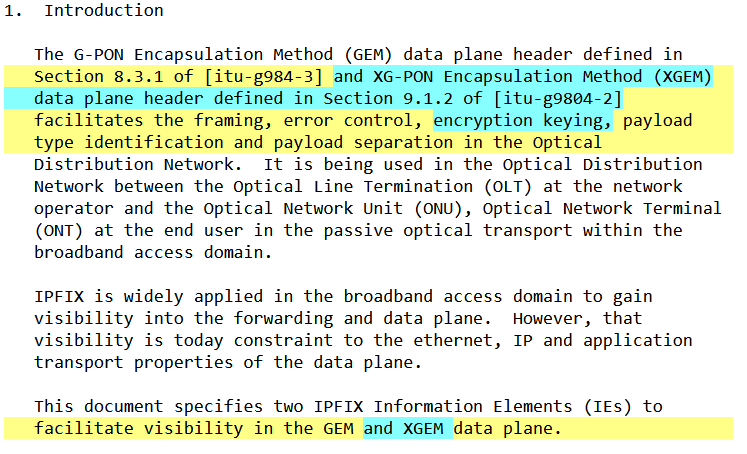 1.  Introduction
The G-PON Encapsulation Method (GEM) data plane header defined in
Section 8.3.1 of [itu-g984-3] and XG-PON Encapsulation Method (XGEM)
data plane header defined in Section 9.1.2 of [itu-g9804-2]
facilitates the framing, error control, encryption keying, payload
type identification and payload separation in the Optical
Distribution Network.  It is being used in the Optical Distribution
Network between the Optical Line Termination (OLT) at the network
operator and the Optical Network Unit (ONU), Optical Network Terminal
(ONT) at the end user in the passive optical transport within the
broadband access domain.
IPFIX is widely applied in the broadband access domain to gain
visibility into the forwarding and data plane.  However, that
visibility is today constraint to the ethernet, IP and application
transport properties of the data plane.
This document specifies two IPFIX Information Elements (IEs) to
facilitate visibility in the GEM and XGEM data plane.